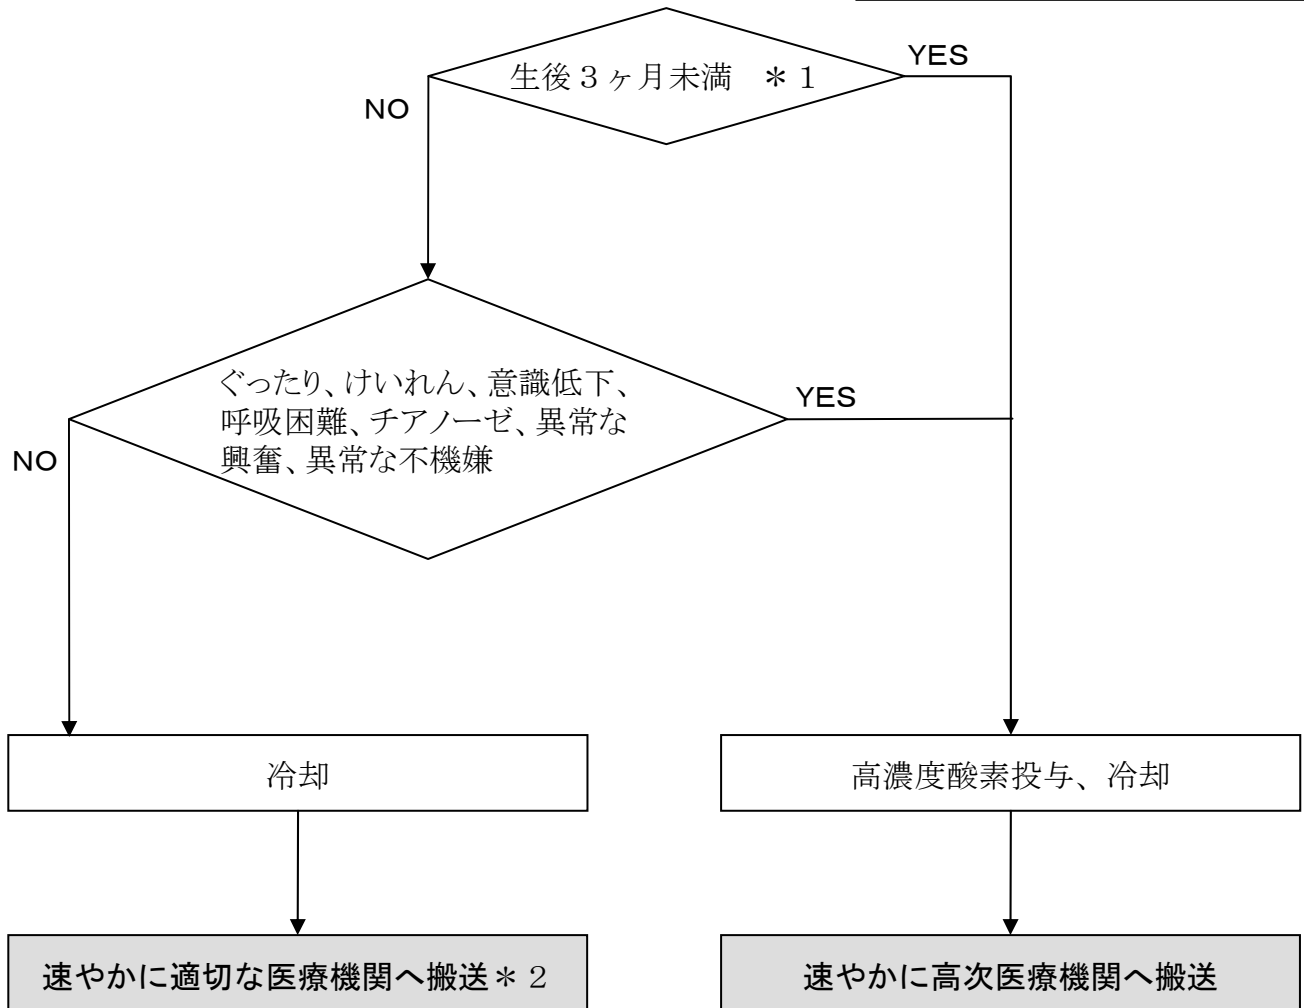 生後３ヶ月未満　＊１
YES
NO
ぐったり、けいれん、意識低下、
呼吸困難、チアノーゼ、異常な
興奮、異常な不機嫌
YES
NO
冷却
高濃度酸素投与、冷却
速やかに適切な医療機関へ搬送＊２
速やかに高次医療機関へ搬送